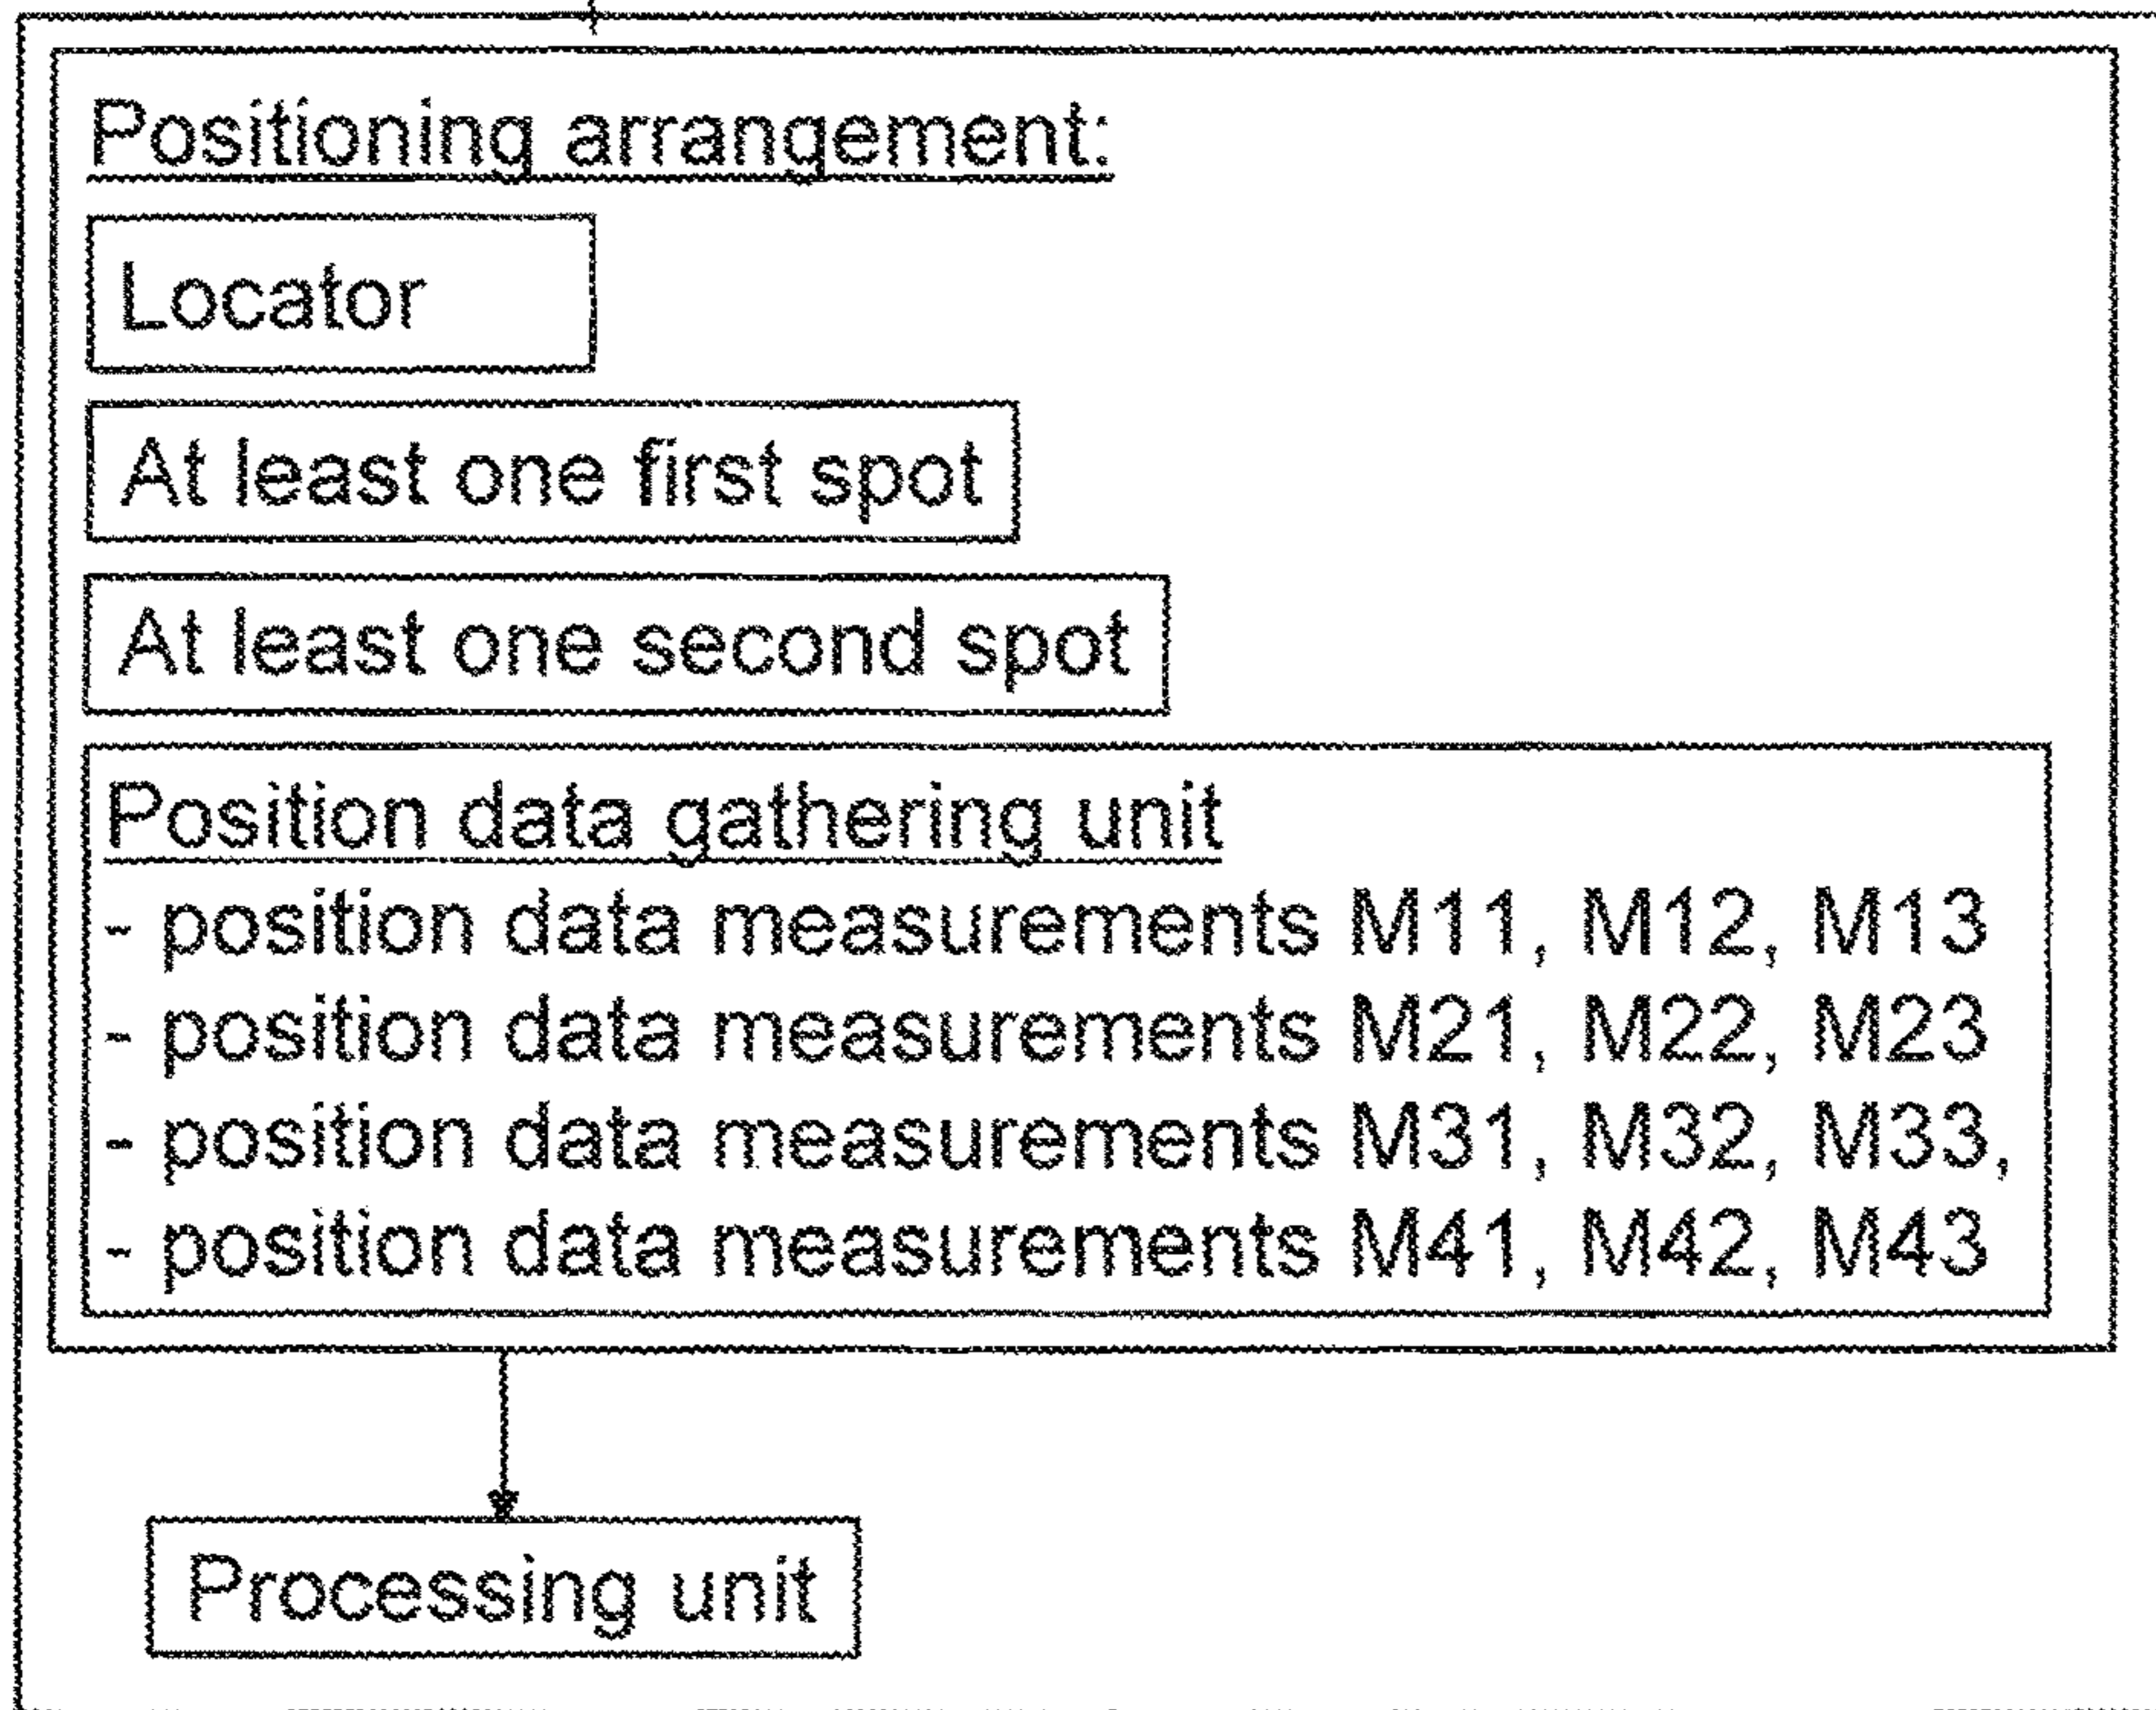 Positioning arrangement:
Locator
At least one first spot
At least one second spot
Position data gathering unit
- position data measurements M11, M12, M13
- position data measurements M21, M22, M23
- position data measurements M31, M32, M33,
- position data measurements M41, M42, M43
Processing unit